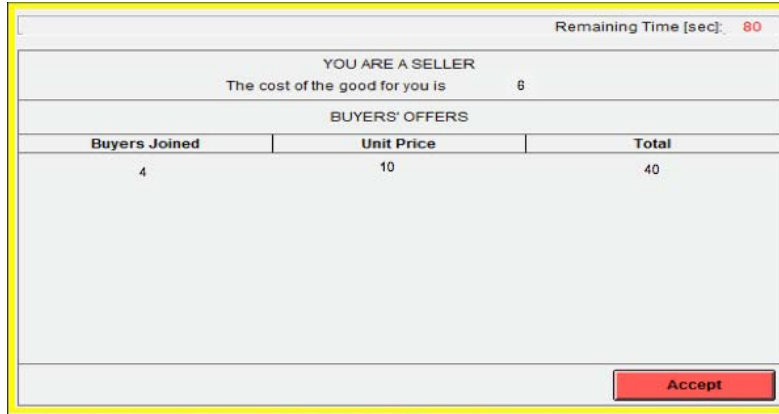 Remaining Time [sec]: 80
YOU ARE A SELLER
The cost of the good for you is 6
BUYERS' OFFERS
Buyers Joined Unit Price Total
4 10 40
Accept